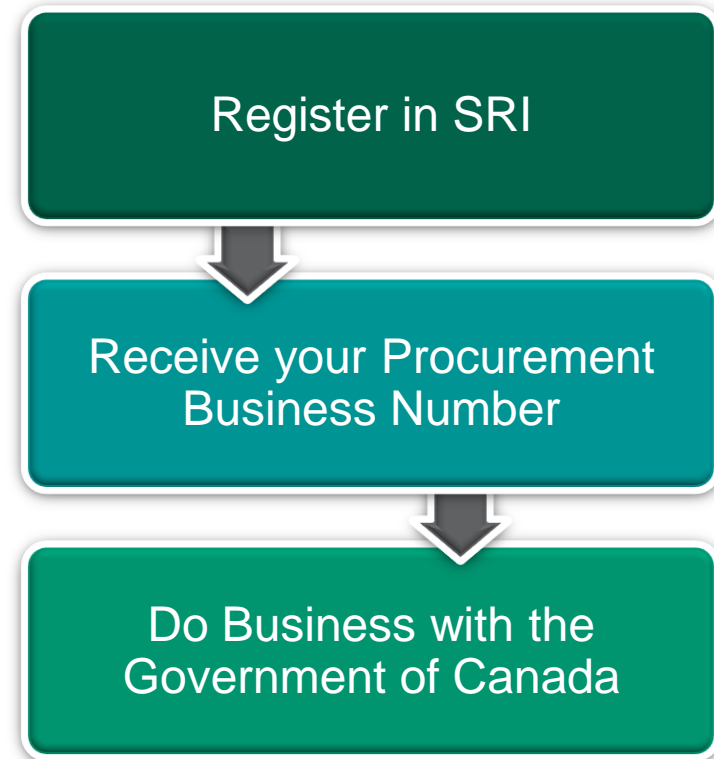 Register in SRI
Receive your Procurement
Business Number
Do Business with the
Government of Canada